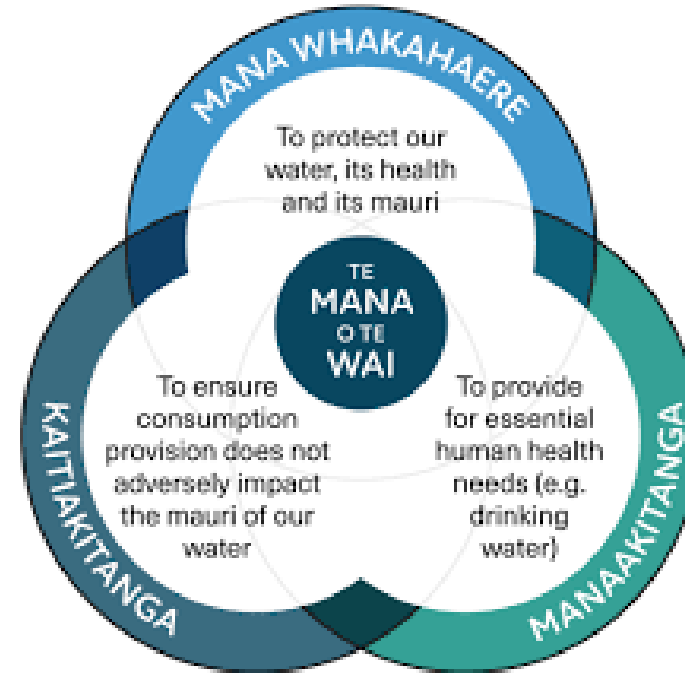 MANA WHAKAHAERE
To protect our
water, its health
and its mauri
TE
MANA
O TE
WAI
KAITIAKITANGA
To ensure
consumption
provision does not
adversely impact
the mauri of our
water
To provide
for essential
human health
needs (e.g.
drinking
water)
MANAAKITANGA